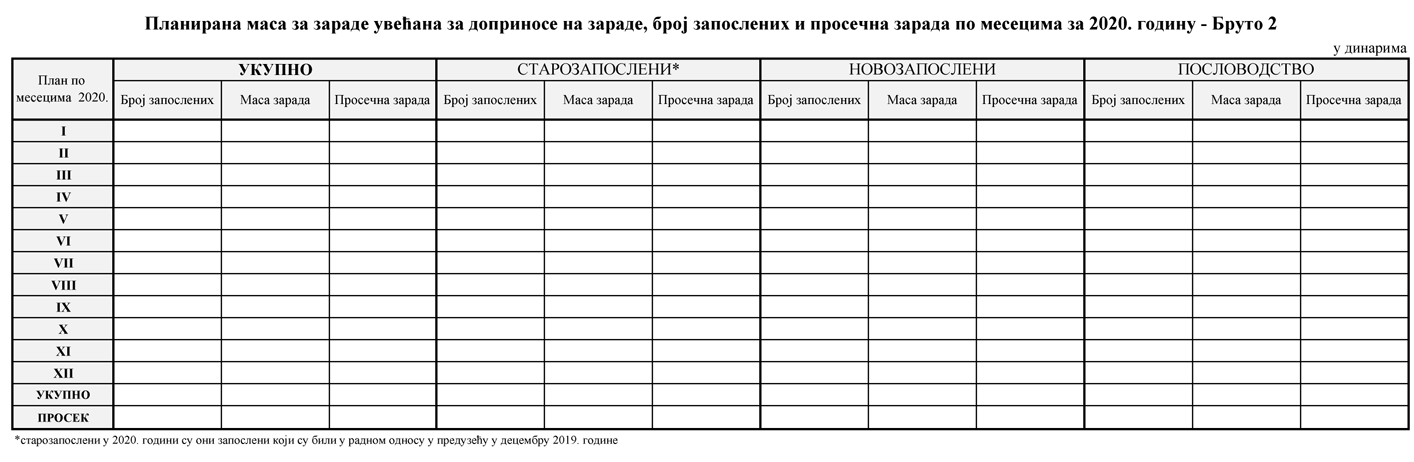 Планирана маса за зараде увећана за доприносе на зараде, број запослених и просечна зарада по месецима за 2020. годину - Бруто 2
у динарима
План по месецима 2020. УКУПНО СТАРОЗАПОСЛЕНИ* НОВОЗАПОСЛЕНИ ПОСЛОВОДСТВО
Број запослених Маса зарада Просечна зарада Број запослених Маса зарада Просечна зарада Број запослених Маса зарада Просечна зарада Број запослених Маса зарада Просечна зарада
I
II
III
IV
V
VI
VII
VIII
IX
X
XI
XII
УКУПНО
ПРОСЕК
*старозапослени у 2020. години су они запослени који су били у радном односу у предузећу у децембру 2019. године